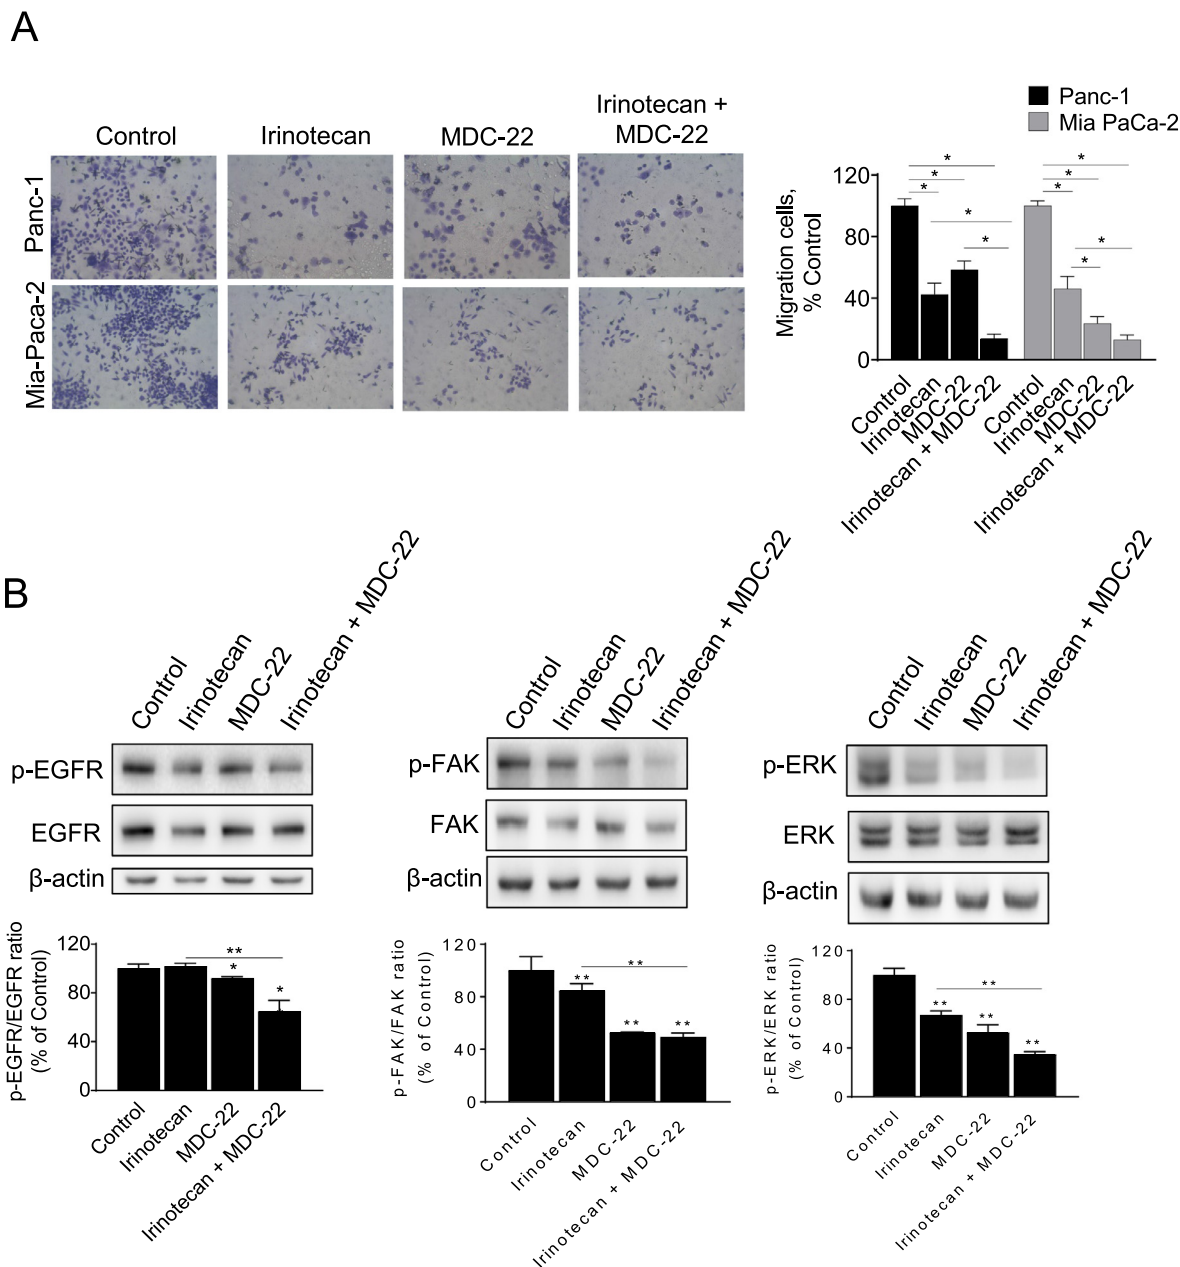 A
Control
Irinotecan
MDC-22
Irinotecan +
MDC-22
Panc-1
Mia-Paca-2
Panc-1
Mia PaCa-2
Migration cells,
% Control
120
80
40
0
* * * * * * * * * *
Control
Irinotecan
MDC-22
Irinotecan + MDC-22
Control
Irinotecan
MDC-22
Irinotecan + MDC-22
B
Control
Irinotecan
MDC-22
Irinotecan + MDC-22
p-EGFR
EGFR
β-actin
p-EGFR/EGFR ratio
(% of Control)
120
80
40
0
**
*
*
Control
Irinotecan
MDC-22
Irinotecan + MDC-22
Control
Irinotecan
MDC-22
Irinotecan + MDC-22
p-FAK
FAK
β-actin
p-FAK/FAK ratio
(% of Control)
120
80
40
0
**
**
**
**
Control
Irinotecan
MDC-22
Irinotecan + MDC-22
Control
Irinotecan
MDC-22
Irinotecan + MDC-22
p-ERK
ERK
β-actin
p-ERK/ERK ratio
(% of Control)
120
80
40
0
**
**
**
**
Control
Irinotecan
MDC-22
Irinotecan + MDC-22